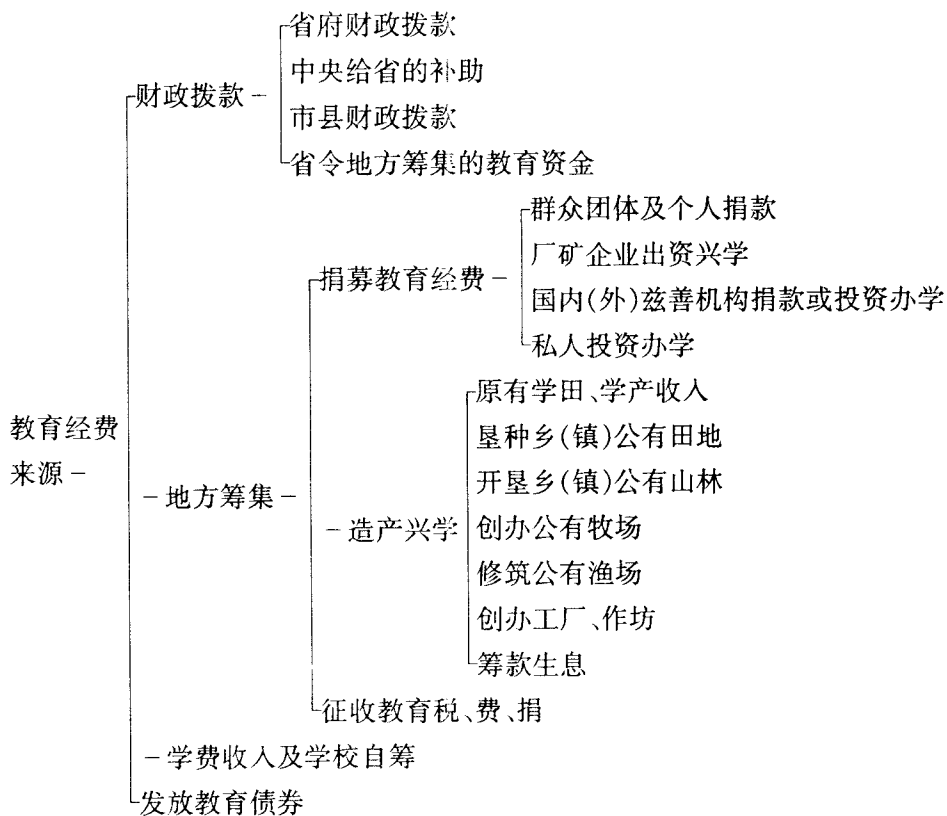 省府财政拨款
中央给省的补助
财政拨款
市县财政拨款
省令地方筹集的教育资金
群众团体及个人捐款
厂矿企业出资兴学
捐募教育经费
国内(外)兹善机构捐款或投资办学
私人投资办学
原有学田、学产收入
教育经费
来源
垦种乡(镇)公有田地
开垦乡(镇)公有山林
地方筹集
造产兴学
创办公有牧场
修筑公有渔场
创办工厂、作坊
筹款生息
征收教育税、费、捐
学费收入及学校自筹
发放教育债券